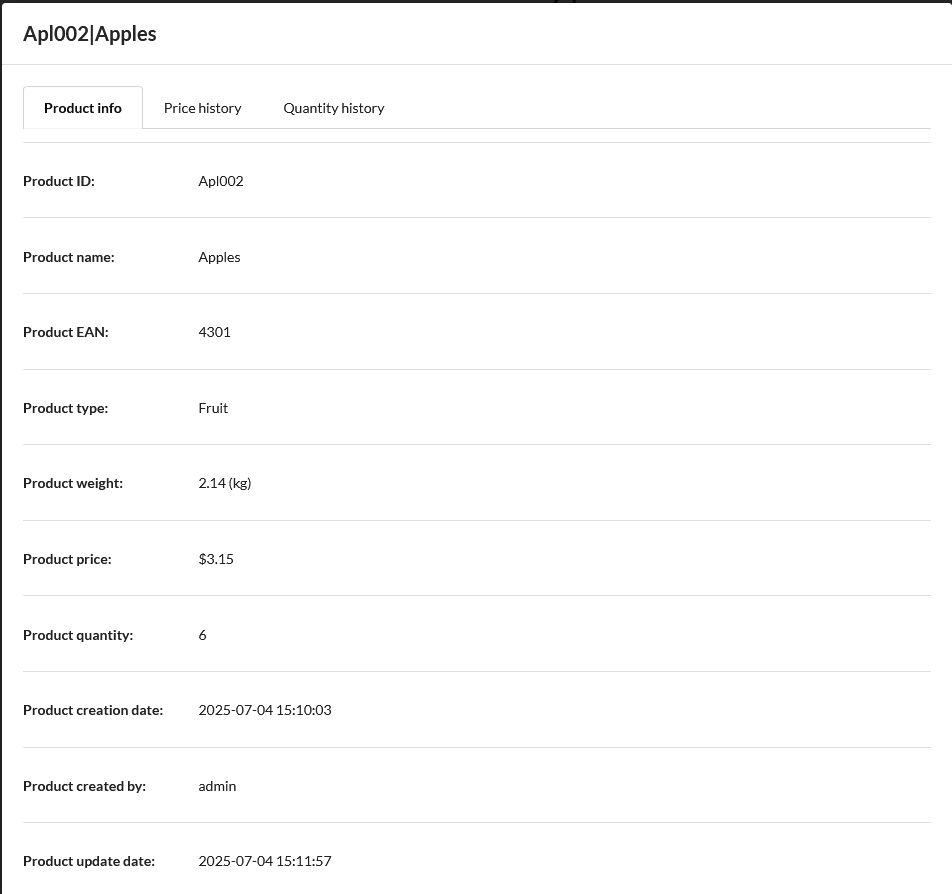 Apl002|Apples
Product info Price history Quantity history
Product ID: Apl002
Product name: Apples
Product EAN: 4301
Product type: Fruit
Product weight: 2.14 (kg)
Product price: $3.15
Product quantity: 6
Product creation date: 2025-07-04 15:10:03
Product created by: admin
Product update date: 2025-07-04 15:11:57